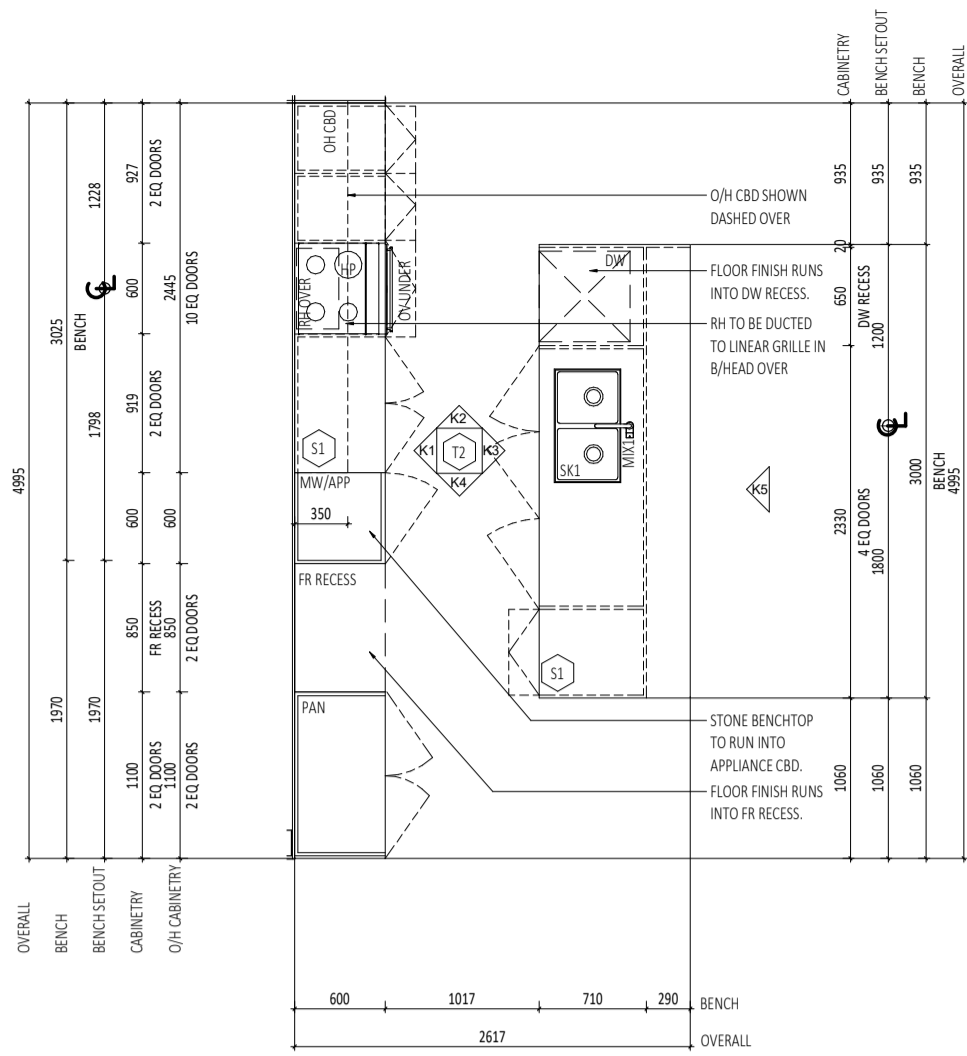 CABINETRY
BENCH SETOUT
BENCH
OVERALL
4995
3025
BENCH
1970
1228
1798
1970
927
600
919
600
850
1100
2 EQ DOORS
2 EQ DOORS
FR RECESS
2 EQ DOORS
2445
10 EQ DOORS
600
850
2 EQ DOORS
1100
2 EQ DOORS
CL
OVERALL
BENCH
BENCH SETOUT
CABINETRY
O/H CABINETRY
OH CBD
HP
RH OVER
OV UNDER
S1
MW/APP
350
FR RECESS
PAN
K2
K1
T2
K3
K4
DW
SK1
MIX1
S1
K5
O/H CBD SHOWN
DASHED OVER
FLOOR FINISH RUNS
INTO DW RECESS.
RH TO BE DUCTED
TO LINEAR GRILLE IN
B/HEAD OVER
STONE BENCHTOP
TO RUN INTO
APPLIANCE CBD.
FLOOR FINISH RUNS
INTO FR RECESS.
935
20
650
DW RECESS
2330
4 EQ DOORS
1060
935
1200
1800
1060
CL
935
3000
BENCH
1060
4995
600
1017
710
290
BENCH
2617
OVERALL